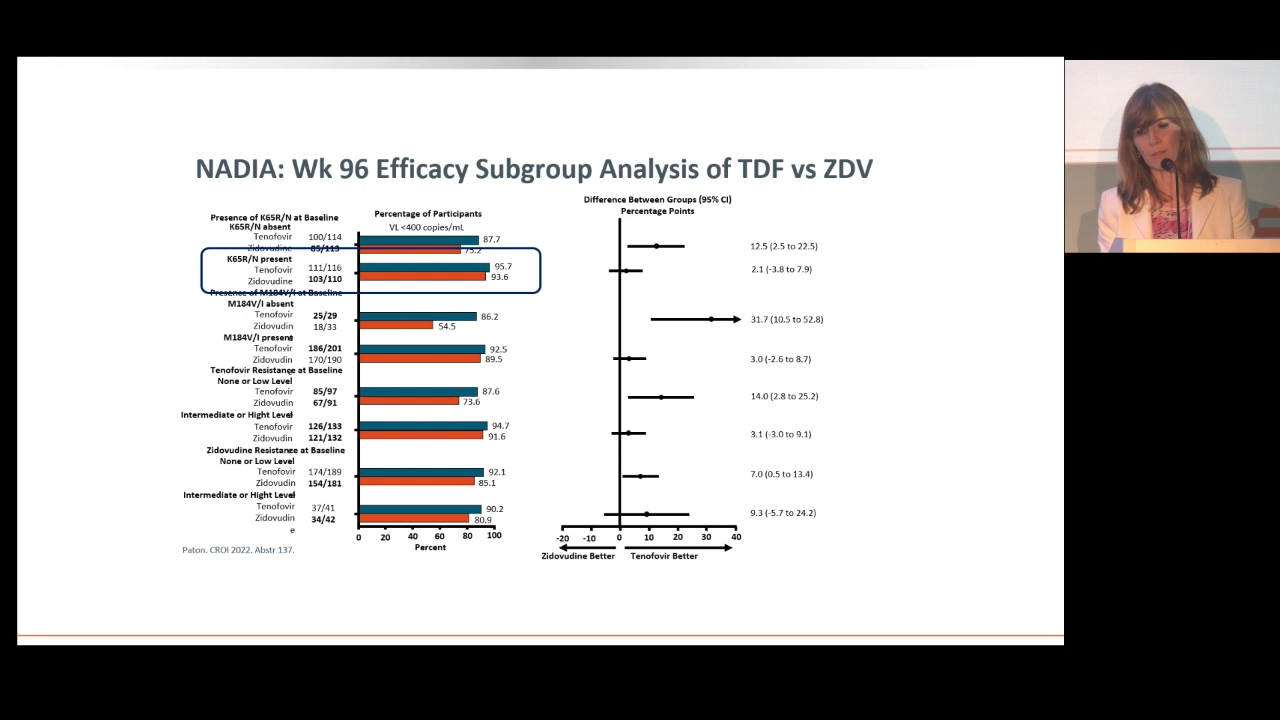 NADIA: Wk 96 Efficacy Subgroup Analysis of TDF vs ZDV
Difference Between Groups (95% CI)
Percentage Points
Percentage of Participants
VL <400 copies/mL
Presence of K65R/N at Baseline
K65R/N absent
Tenofovir 100/114 87.7 12.5 (2.5 to 22.5)
Zidovudine 85/113 75.2
K65R/N present
Tenofovir 111/116 95.7 2.1 (-3.8 to 7.9)
Zidovudine 103/110 93.6
Presence of M184V/I at Baseline
M184V/I absent
Tenofovir 25/29 86.2 31.7 (10.5 to 52.8)
Zidovudin 18/33 54.5
e
M184V/I present
Tenofovir 186/201 92.5 3.0 (-2.6 to 8.7)
Zidovudin 170/190 89.5
e
Tenofovir Resistance at Baseline
None or Low Level
Tenofovir 85/97 87.6 14.0 (2.8 to 25.2)
Zidovudin 67/91 73.6
e
Intermediate or Hight Level
Tenofovir 126/133 94.7 3.1 (-3.0 to 9.1)
Zidovudin 121/132 91.6
e
Zidovudine Resistance at Baseline
None or Low Level
Tenofovir 174/189 92.1 7.0 (0.5 to 13.4)
Zidovudin 154/181 85.1
e
Intermediate or Hight Level
Tenofovir 37/41 90.2 9.3 (-5.7 to 24.2)
Zidovudin 34/42 80.9
e
0 20 40 60 80 100
Percent
-20 -10 0 10 20 30 40
Zidovudine Better Tenofovir Better
Paton. CROI 2022. Abstr 137.